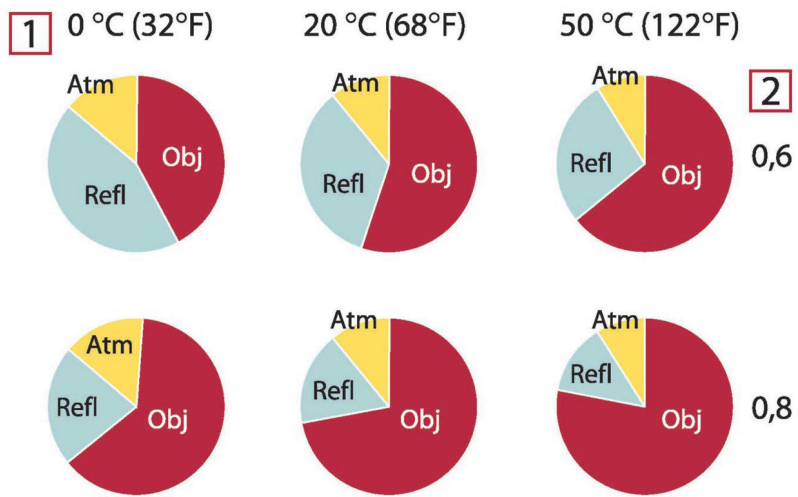 1 0 °C (32°F) 20 °C (68°F) 50 °C (122°F)
2
0,6
Atm
Obj
Refl
Atm
Obj
Refl
Atm
Obj
Refl
0,8
Atm
Obj
Refl
Atm
Obj
Refl
Atm
Obj
Refl